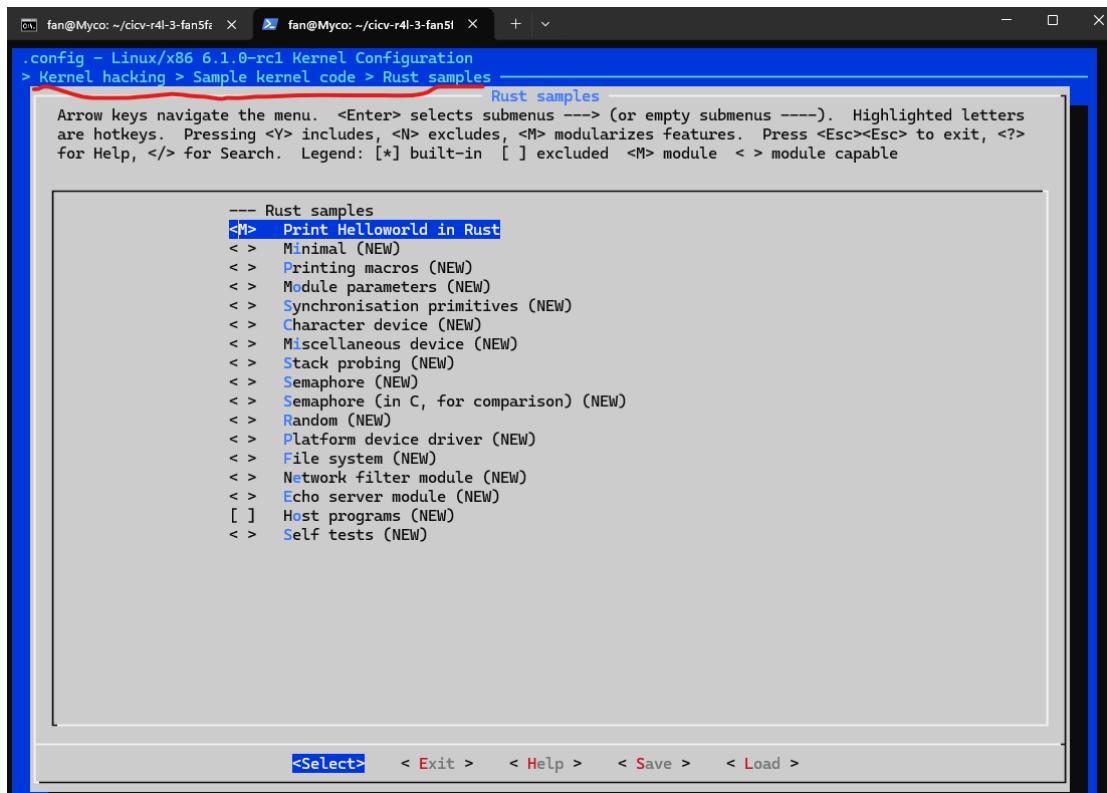 fan@Myco: ~/cicv-r4l-3-fan5fa
fan@Myco: ~/cicv-r4l-3-fan5f
.config - Linux/x86 6.1.0-rc1 Kernel Configuration
> Kernel hacking > Sample kernel code > Rust samples
Rust samples
Arrow keys navigate the menu.  <Enter> selects submenus ---> (or empty submenus ----).  Highlighted letters
are hotkeys.  Pressing <Y> includes, <N> excludes, <M> modularizes features.  Press <Esc><Esc> to exit, <?>
for Help, </> for Search.  Legend: [*] built-in  [ ] excluded  <M> module  < > module capable
--- Rust samples
<M>   Print Helloworld in Rust
< >   Minimal (NEW)
< >   Printing macros (NEW)
< >   Module parameters (NEW)
< >   Synchronisation primitives (NEW)
< >   Character device (NEW)
< >   Miscellaneous device (NEW)
< >   Stack probing (NEW)
< >   Semaphore (NEW)
< >   Semaphore (in C, for comparison) (NEW)
< >   Random (NEW)
< >   Platform device driver (NEW)
< >   File system (NEW)
< >   Network filter module (NEW)
< >   Echo server module (NEW)
[ ]   Host programs (NEW)
< >   Self tests (NEW)
<Select>    < Exit >    < Help >    < Save >    < Load >